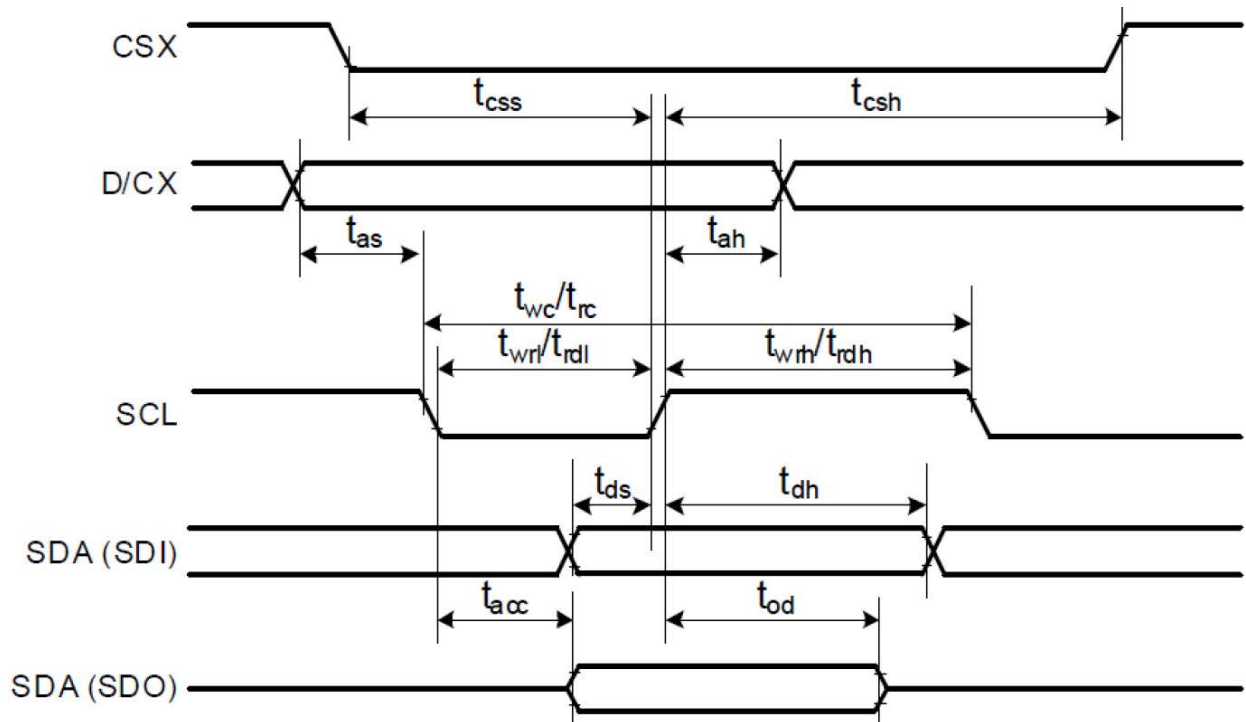 CSX
tcss
tcsh
D/CX
tas
tah
twc/trc
twrl/trdl
twrh/trdh
SCL
tds
tdh
SDA (SDI)
tacc
tod
SDA (SDO)